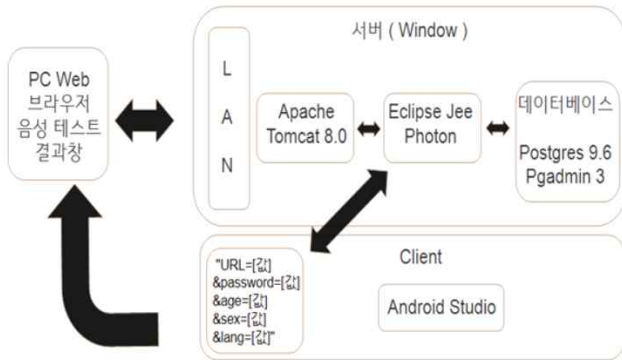 서버 ( Window )
PC Web
브라우저
음성 테스트
결과창
L
A
N
Apache
Tomcat 8.0
Eclipse Jee
Photon
데이터베이스
Postgres 9.6
Pgadmin 3
Client
"URL=[값]
&password=[값]
&age=[값]
&sex=[값]
&lang=[값]"
Android Studio